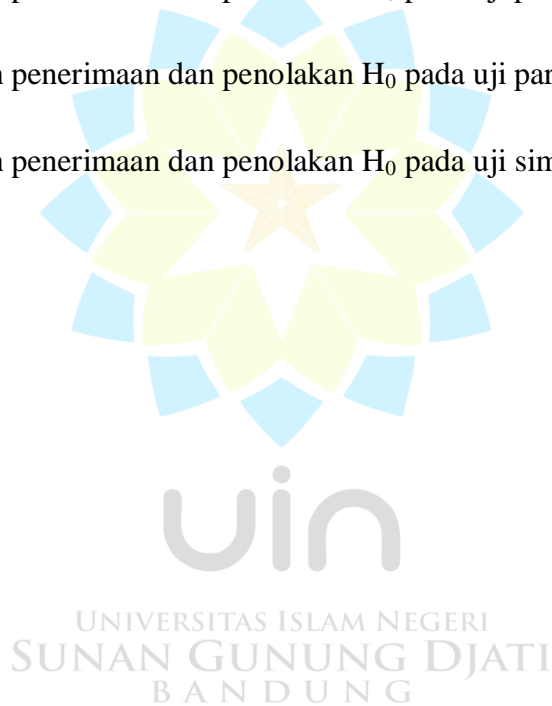 penerimaan dan penolakan H₀ pada uji par
penerimaan dan penolakan H₀ pada uji sim
uin
UNIVERSITAS ISLAM NEGERI
SUNAN GUNUNG DJATI
BANDUNG